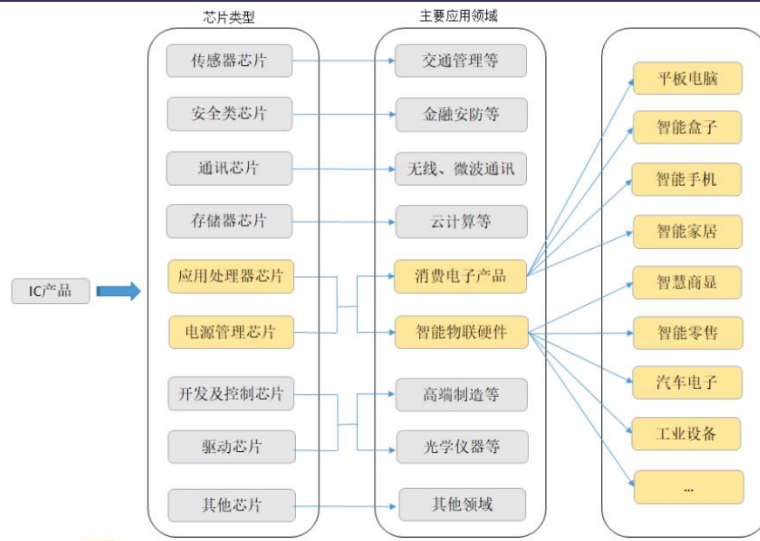 芯片类型
主要应用领域
传感器芯片
交通管理等
平板电脑
安全类芯片
金融安防等
智能盒子
通讯芯片
无线、微波通讯
智能手机
存储器芯片
云计算等
智能家居
IC产品
应用处理器芯片
消费电子产品
智慧商显
电源管理芯片
智能物联硬件
智能零售
开发及控制芯片
高端制造等
汽车电子
驱动芯片
光学仪器等
工业设备
其他芯片
其他领域
...